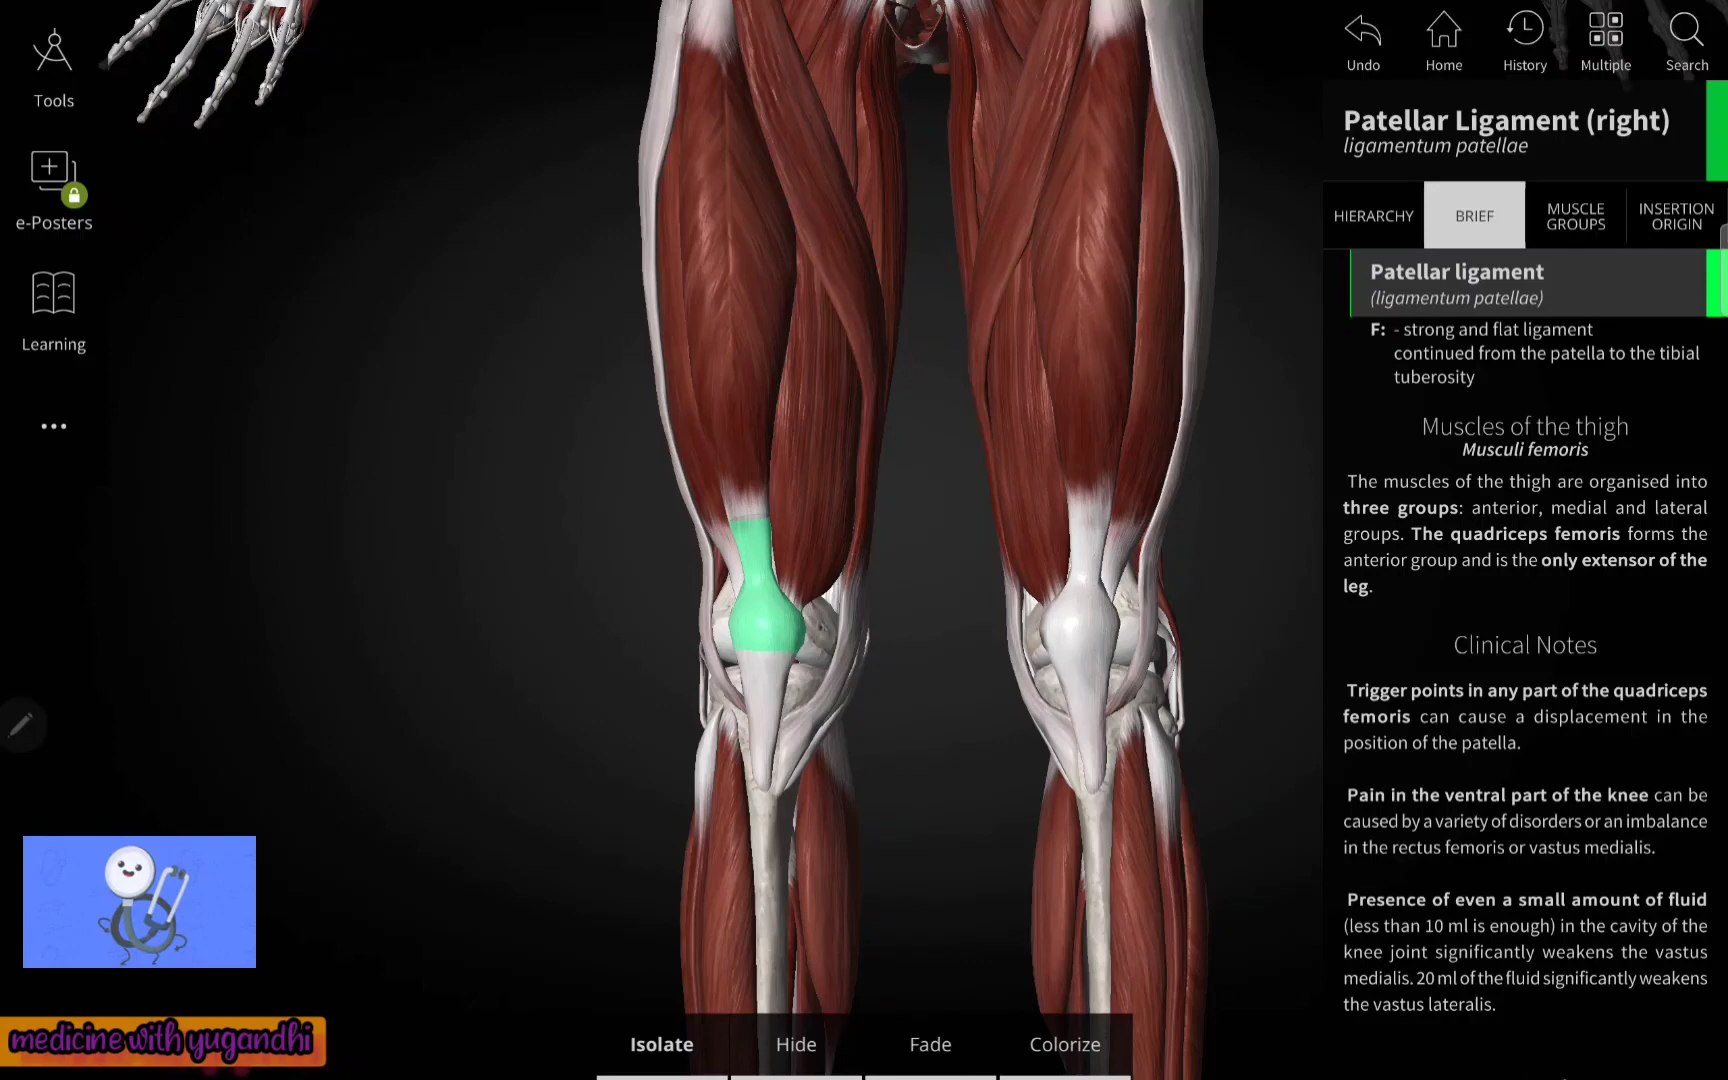 Tools
e-Posters
Learning
Undo
Home
History
Multiple
Search
Patellar Ligament (right)
ligamentum patellae
HIERARCHY
BRIEF
MUSCLE
GROUPS
INSERTION
ORIGIN
Patellar ligament
(ligamentum patellae)
F: - strong and flat ligament
continued from the patella to the tibial
tuberosity
Muscles of the thigh
Musculi femoris
The muscles of the thigh are organised into
three groups: anterior, medial and lateral
groups. The quadriceps femoris forms the
anterior group and is the only extensor of the
leg.
Clinical Notes
Trigger points in any part of the quadriceps
femoris can cause a displacement in the
position of the patella.
Pain in the ventral part of the knee can be
caused by a variety of disorders or an imbalance
in the rectus femoris or vastus medialis.
Presence of even a small amount of fluid
(less than 10 ml is enough) in the cavity of the
knee joint significantly weakens the vastus
medialis. 20 ml of the fluid significantly weakens
the vastus lateralis.
medicine with yugandhi
Isolate
Hide
Fade
Colorize